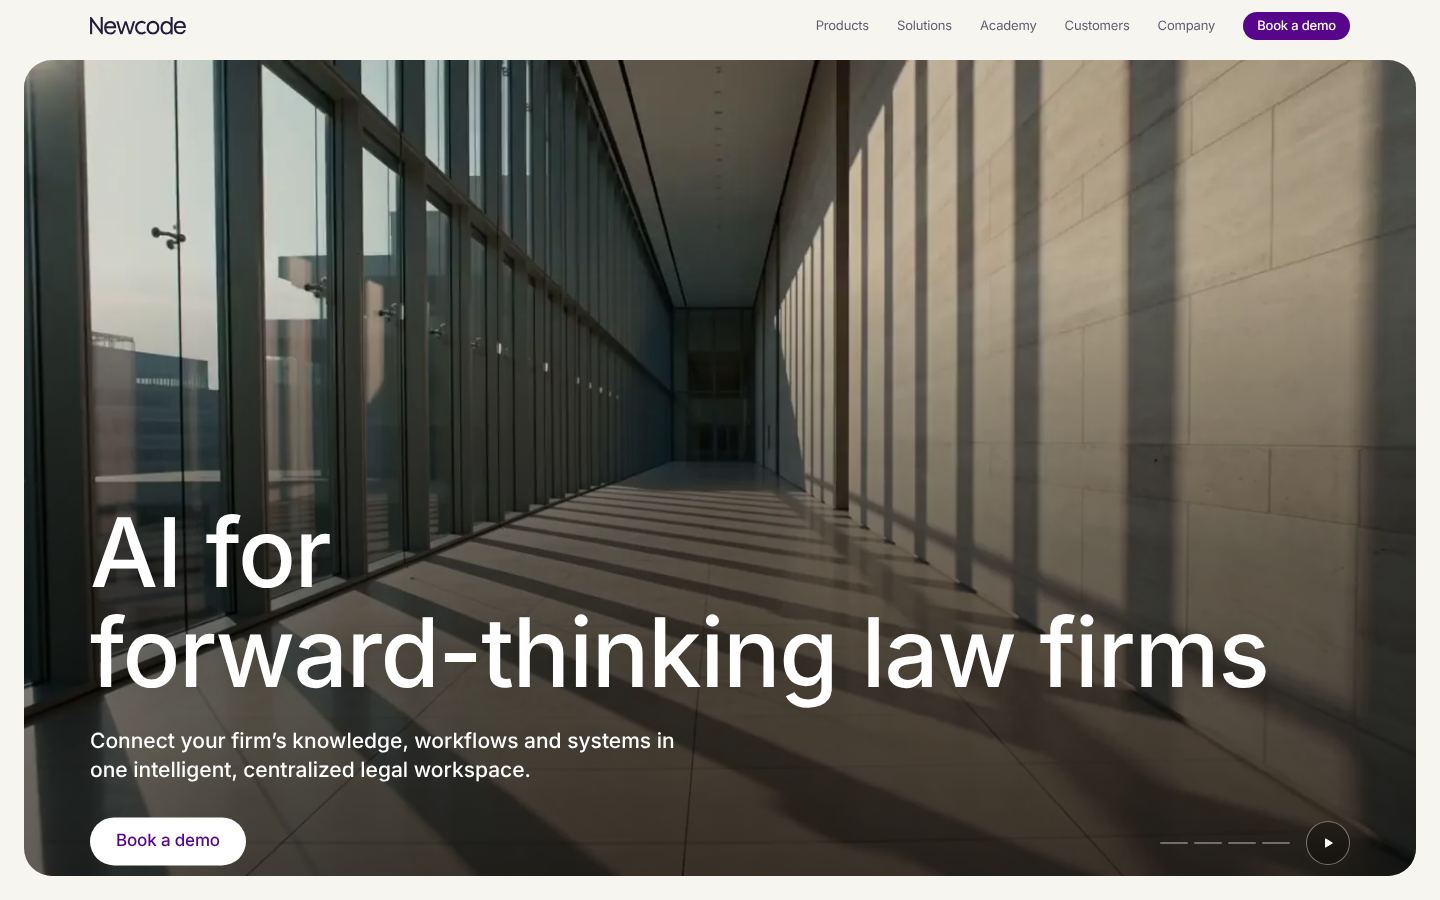 Newcode
Products Solutions Academy Customers Company Book a demo
AI for
forward-thinking law firms
Connect your firm’s knowledge, workflows and systems in
one intelligent, centralized legal workspace.
Book a demo